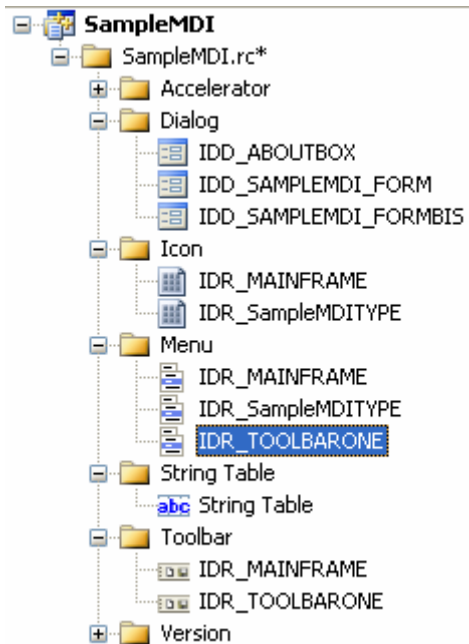 SampleMDI
SampleMDI.rc*
Accelerator
Dialog
IDD_ABOUTBOX
IDD_SAMPLEMDI_FORM
IDD_SAMPLEMDI_FORMBIS
Icon
IDR_MAINFRAME
IDR_SampleMDITYPE
Menu
IDR_MAINFRAME
IDR_SampleMDITYPE
IDR_TOOLBARONE
String Table
abc String Table
Toolbar
IDR_MAINFRAME
IDR_TOOLBARONE
Version